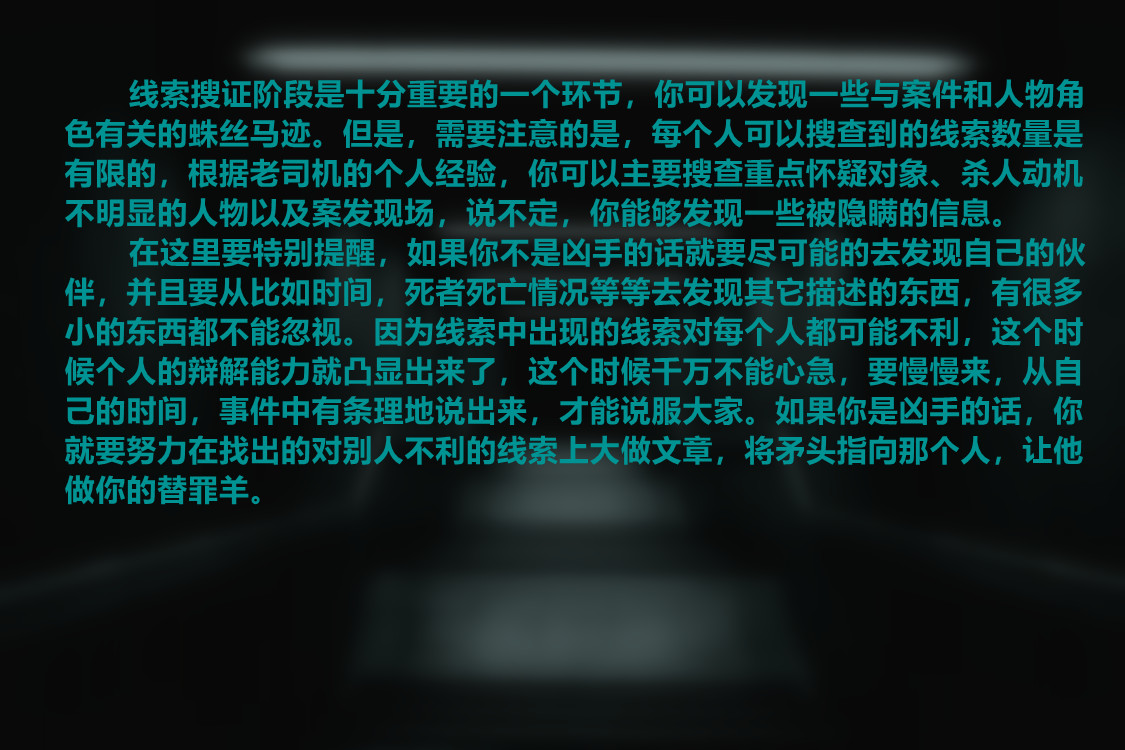 线索搜证阶段是十分重要的一个环节，你可以发现一些与案件和人物角
色有关的蛛丝马迹。但是，需要注意的是，每个人可以搜查到的线索数量是
有限的，根据老司机的个人经验，你可以主要搜查重点怀疑对象、杀人动机
不明显的人物以及案发现场，说不定，你能够发现一些被隐瞒的信息。
在这里要特别提醒，如果你不是凶手的话就要尽可能的去发现自己的伙
伴，并且要从比如时间，死者死亡情况等等去发现其它描述的东西，有很多
小的东西都不能忽视。因为线索中出现的线索对每个人都可能不利，这个时
候个人的辩解能力就凸显出来了，这个时候千万不能心急，要慢慢来，从自
己的时间，事件中有条理地说出来，才能说服大家。如果你是凶手的话，你
就要努力在找出的对别人不利的线索上大做文章，将矛头指向那个人，让他
做你的替罪羊。